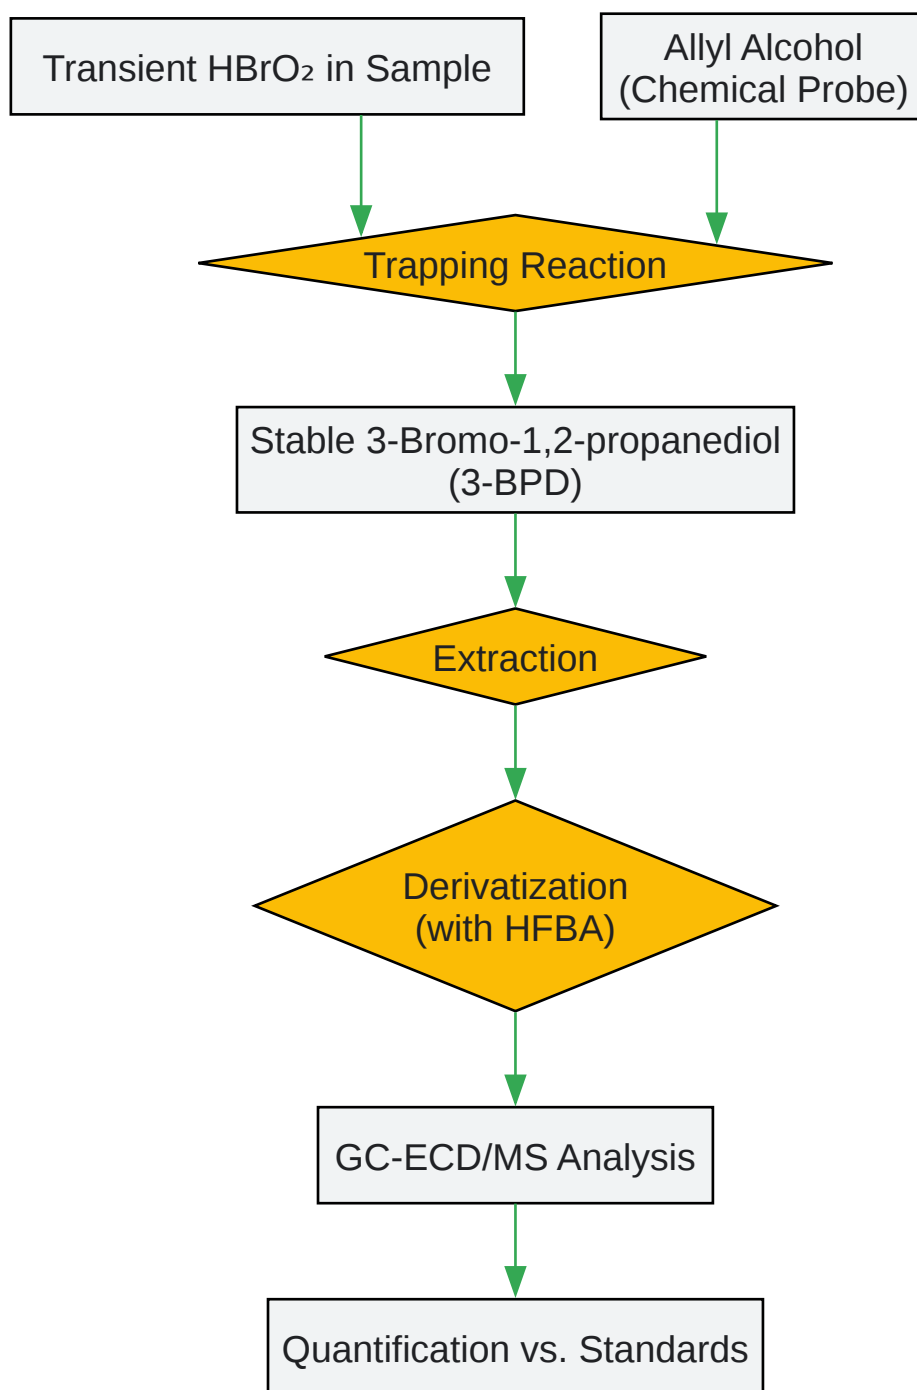 Transient HBrO₂ in Sample
Allyl Alcohol
(Chemical Probe)
Trapping Reaction
Stable 3-Bromo-1,2-propanediol
(3-BPD)
Extraction
Derivatization
(with HFBA)
GC-ECD/MS Analysis
Quantification vs. Standards